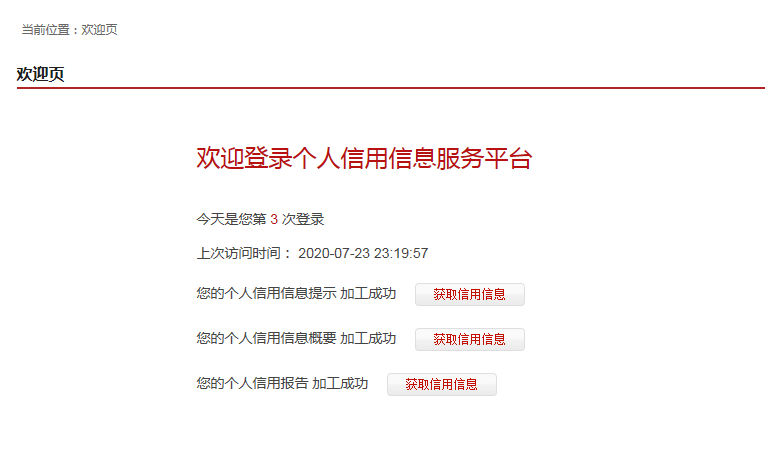 当前位置：欢迎页
欢迎页
欢迎登录个人信用信息服务平台
今天是您第 3 次登录
上次访问时间： 2020-07-23 23:19:57
您的个人信用信息提示 加工成功 获取信用信息
您的个人信用信息概要 加工成功 获取信用信息
您的个人信用报告 加工成功 获取信用信息